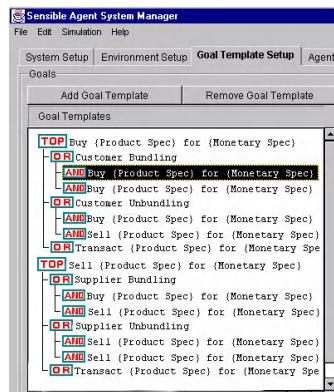 Sensible Agent System Manager
File Edit Simulation Help
System Setup Environment Setup Goal Template Setup Agent
Goals
Add Goal Template Remove Goal Template
Goal Templates
TOP Buy {Product Spec} for {Monetary Spec}
OR Customer Bundling
AND Buy {Product Spec} for {Monetary Spec}
AND Buy {Product Spec} for {Monetary Spec}
OR Customer Unbundling
AND Buy {Product Spec} for {Monetary Spec}
AND Sell {Product Spec} for {Monetary Spec}
OR Transact {Product Spec} for {Monetary Spe
TOP Sell {Product Spec} for {Monetary Spec}
OR Supplier Bundling
AND Buy {Product Spec} for {Monetary Spec}
AND Sell {Product Spec} for {Monetary Spec}
OR Supplier Unbundling
AND Sell {Product Spec} for {Monetary Spec}
AND Sell {Product Spec} for {Monetary Spec}
OR Transact {Product Spec} for {Monetary Spe